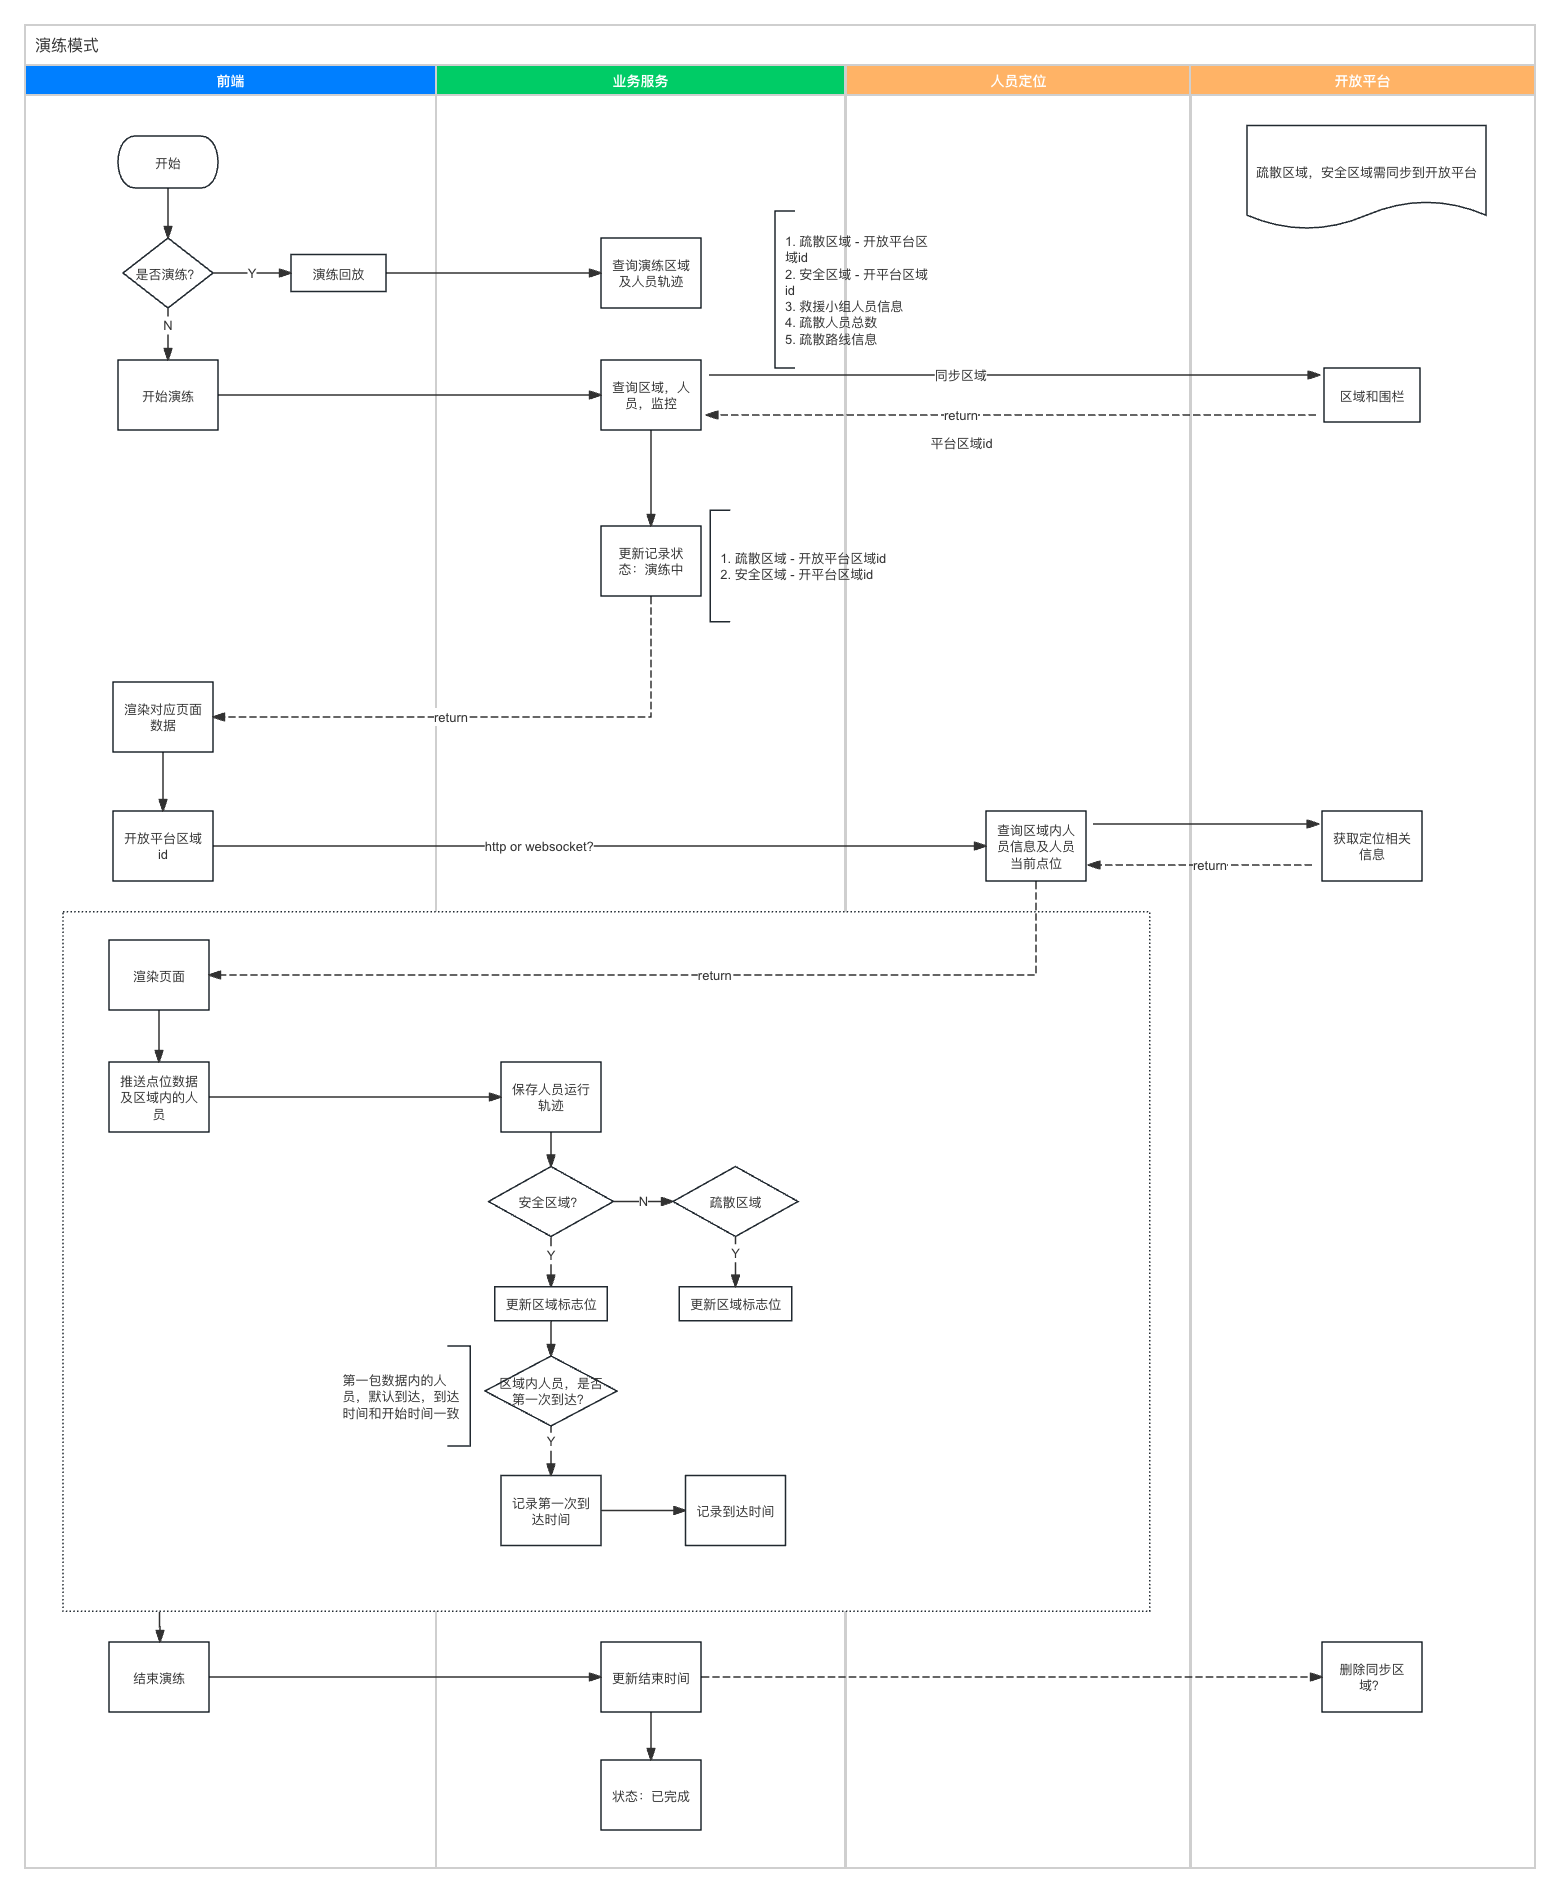 演练模式
前端
业务服务
人员定位
开放平台
开始
疏散区域，安全区域需同步到开放平台
是否演练?
Y
演练回放
查询演练区域
及人员轨迹
1. 疏散区域 - 开放平台区
域id
2. 安全区域 - 开平台区域
id
3. 救援小组人员信息
4. 疏散人员总数
5. 疏散路线信息
N
开始演练
查询区域，人
员，监控
同步区域
return
平台区域id
区域和围栏
更新记录状
态：演练中
1. 疏散区域 - 开放平台区域id
2. 安全区域 - 开平台区域id
渲染对应页面
数据
return
开放平台区域
id
http or websocket?
查询区域内人
员信息及人员
当前点位
return
获取定位相关
信息
渲染页面
return
推送点位数据
及区域内的人
员
保存人员运行
轨迹
安全区域?
N
疏散区域
Y
Y
更新区域标志位
更新区域标志位
第一包数据内的人
员，默认到达，到达
时间和开始时间一致
区域内人员，是否
第一次到达?
Y
记录第一次到
达时间
记录到达时间
结束演练
更新结束时间
删除同步区
域?
状态：已完成